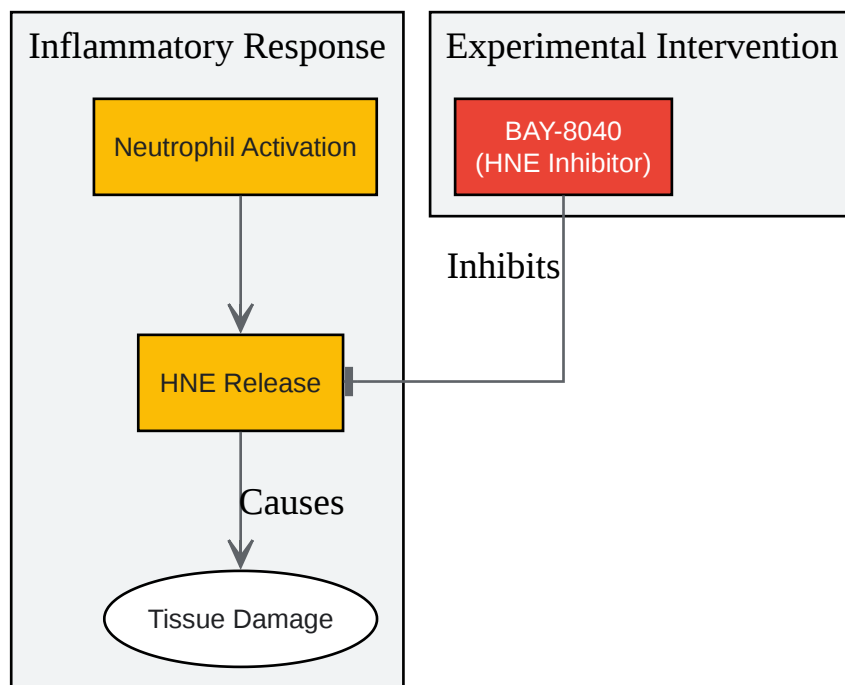 Inflammatory Response
Neutrophil Activation
HNE Release
Causes
Tissue Damage
Experimental Intervention
BAY-8040
(HNE Inhibitor)
Inhibits